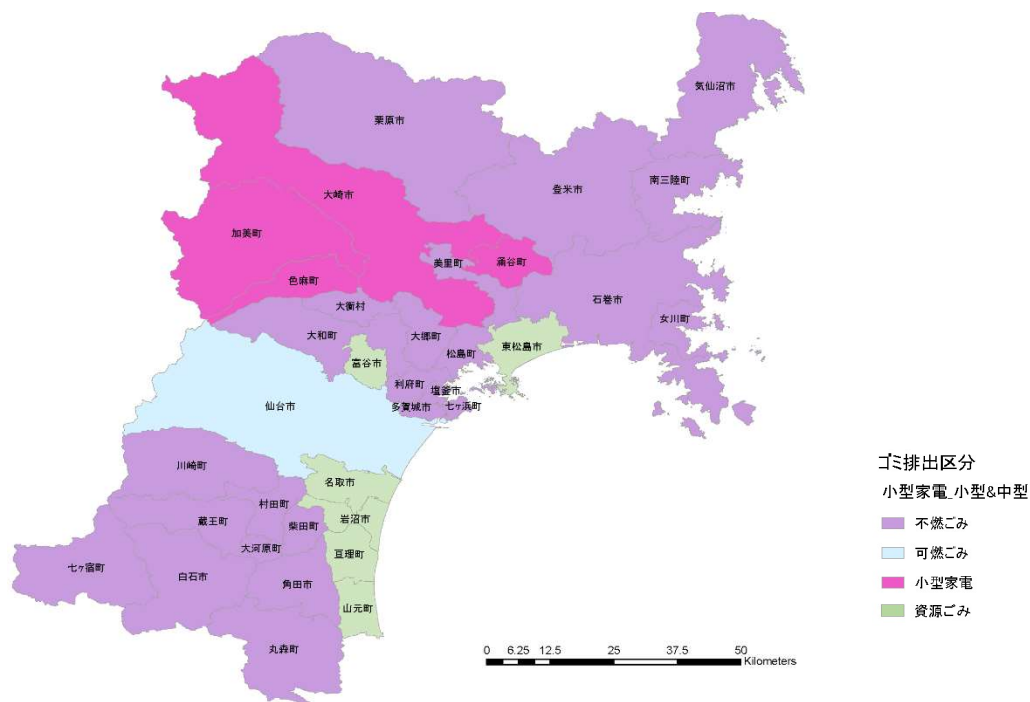 気仙沼市
栗原市
南三陸町
登米市
大崎市
加美町
美里町
涌谷町
色麻町
石巻市
大衡村
女川町
大和町
大郷町
松島町
東松島市
富谷市
利府町
塩釜市
仙台市
多賀城市
七ヶ浜町
川崎町
名取市
村田町
岩沼市
蔵王町
柴田町
大河原町
亘理町
七ヶ宿町
白石市
角田市
山元町
丸森町
ゴミ排出区分
小型家電_小型&中型
不燃ごみ
可燃ごみ
小型家電
資源ごみ
0 6.25 12.5 25 37.5 50
Kilometers